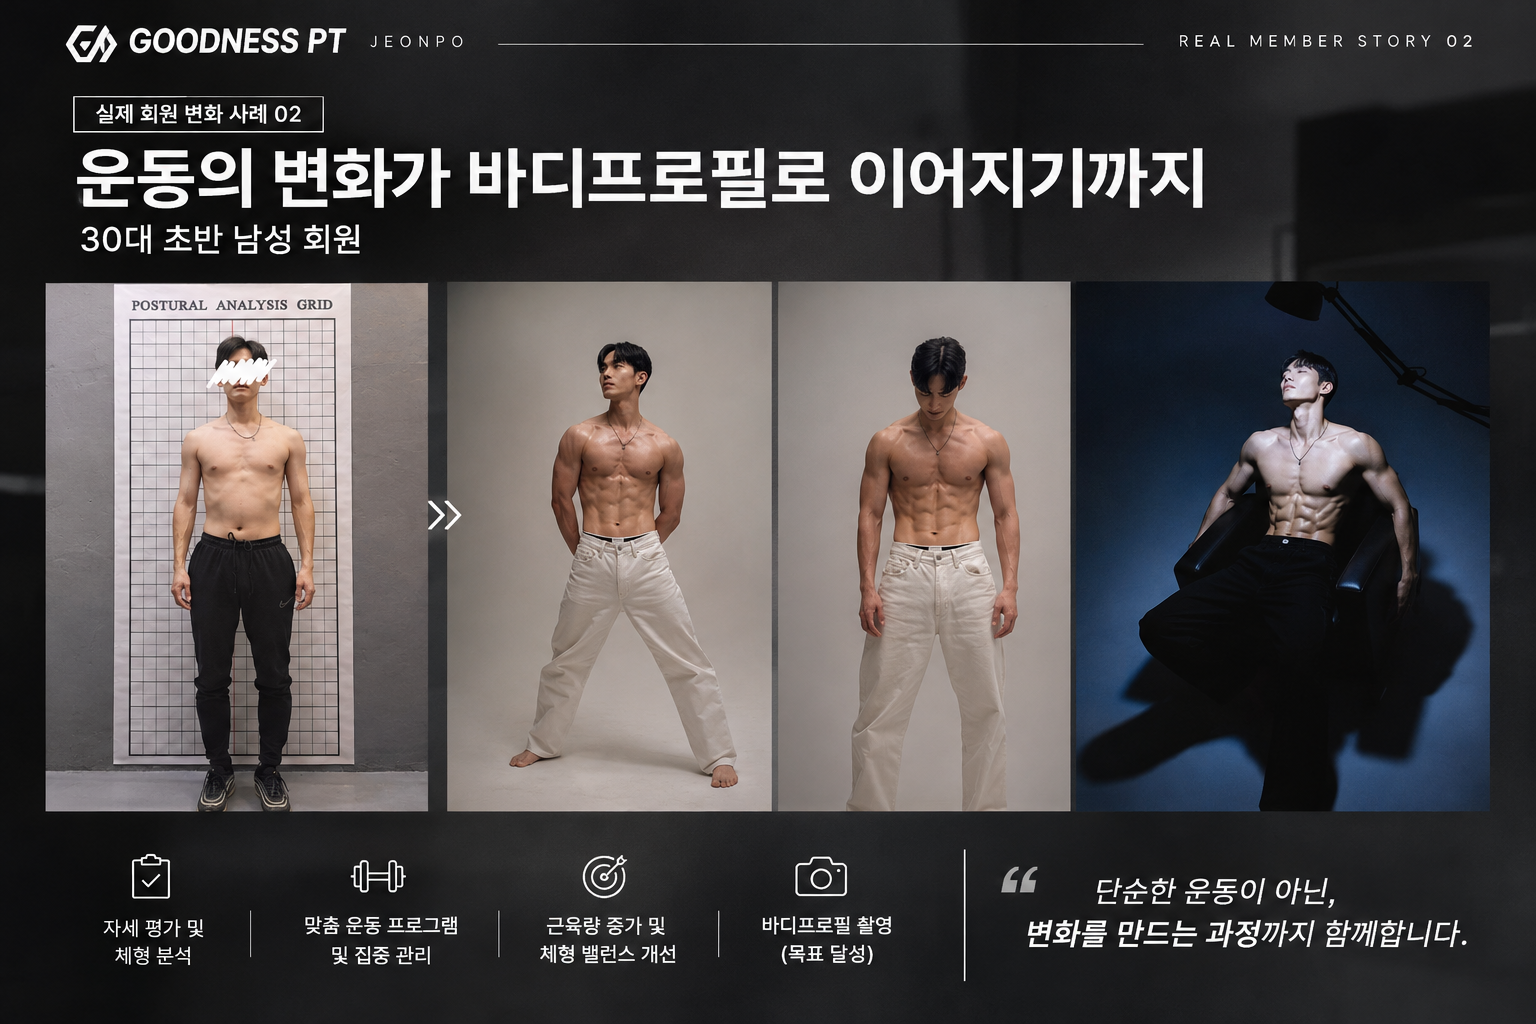 GOODNESS PT JEONPO
REAL MEMBER STORY 02
실제 회원 변화 사례 02
운동의 변화가 바디프로필로 이어지기까지
30대 초반 남성 회원
POSTURAL ANALYSIS GRID
자세 평가 및
체형 분석
맞춤 운동 프로그램
및 집중 관리
근육량 증가 및
체형 밸런스 개선
바디프로필 촬영
(목표 달성)
“
단순한 운동이 아닌,
변화를 만드는 과정까지 함께합니다.